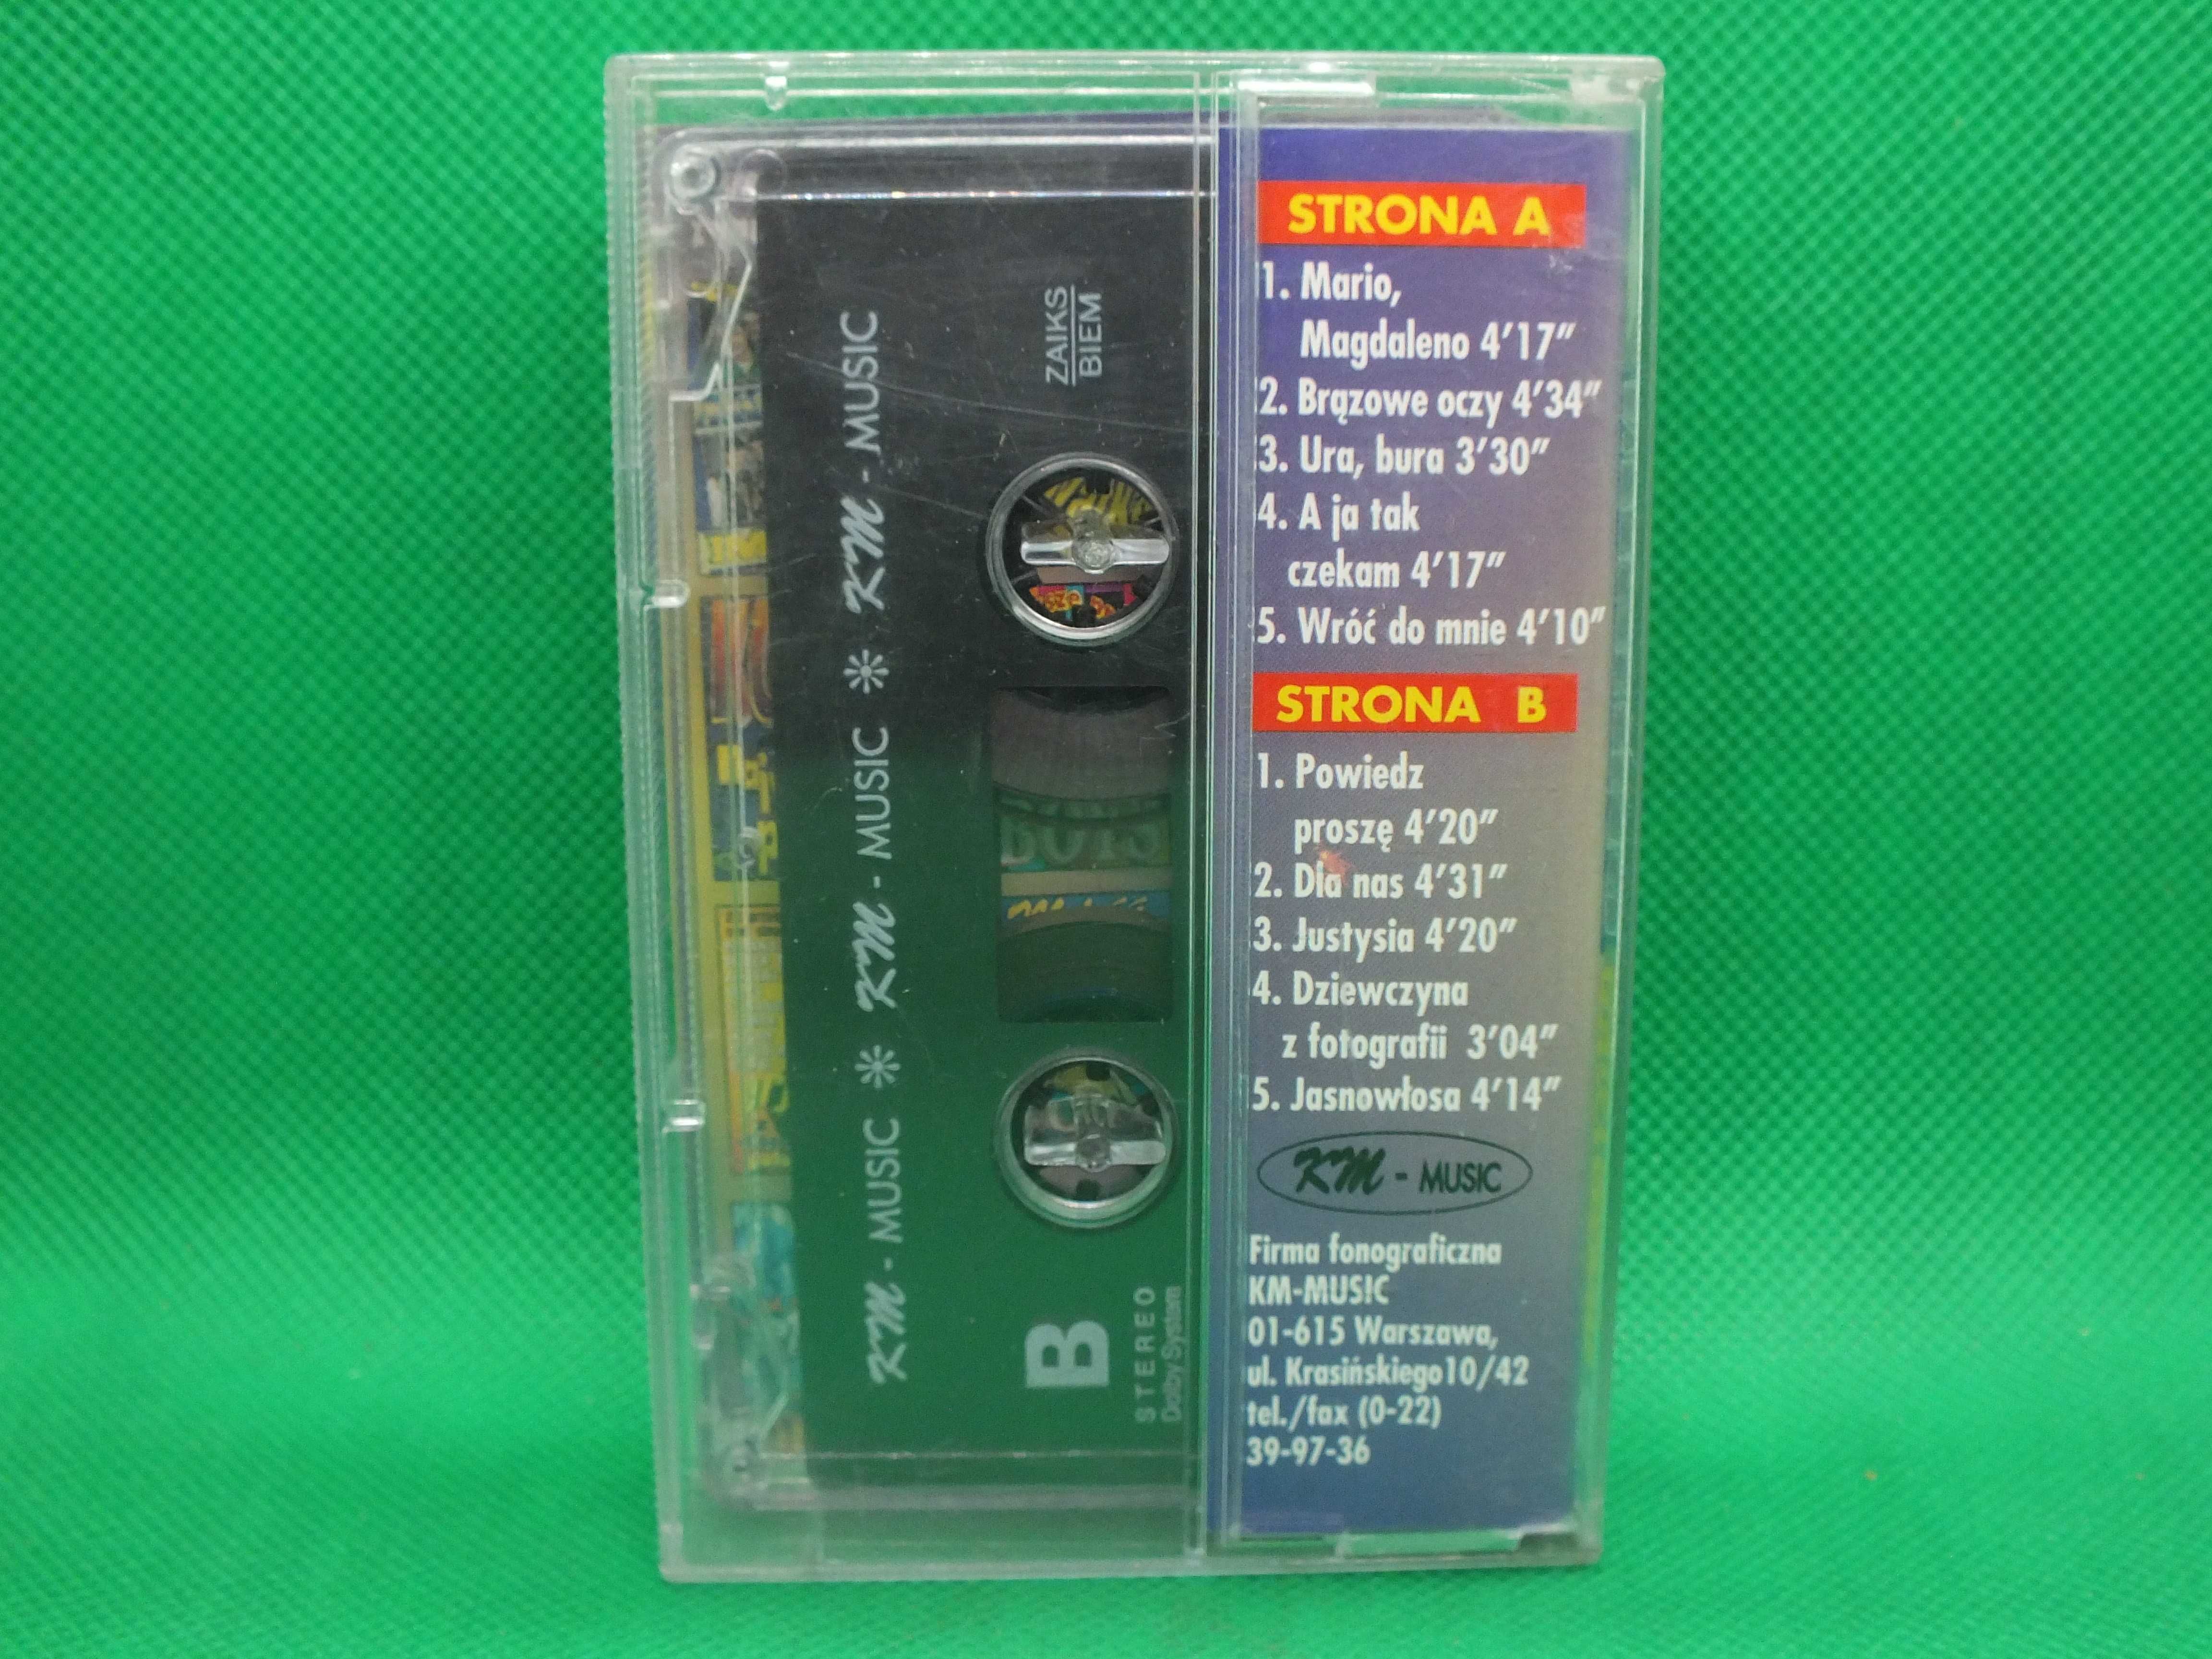 STRONA A
1. Mario,
Magdaleno 4'17"
2. Brązowe oczy 4'34"
3. Ura, bura 3'30"
4. A ja tak
czekam 4'17"
5. Wróć do mnie 4'10"
STRONA B
1. Powiedz
proszę 4'20"
2. Dla nas 4'31"
3. Justysia 4'20"
4. Dziewczyna
z fotografii 3'04"
5. Jasnowłosa 4'14"
KM - MUSIC
Firma fonograficzna
KM-MUSIC
01-615 Warszawa,
ul. Krasińskiego10/42
tel./fax (0-22)
39-97-36
KM - MUSIC ✳ KM - MUSIC ✳ KM - MUSIC
ZAIKS
BIEM
B
STEREO
Dolby System
BOYS